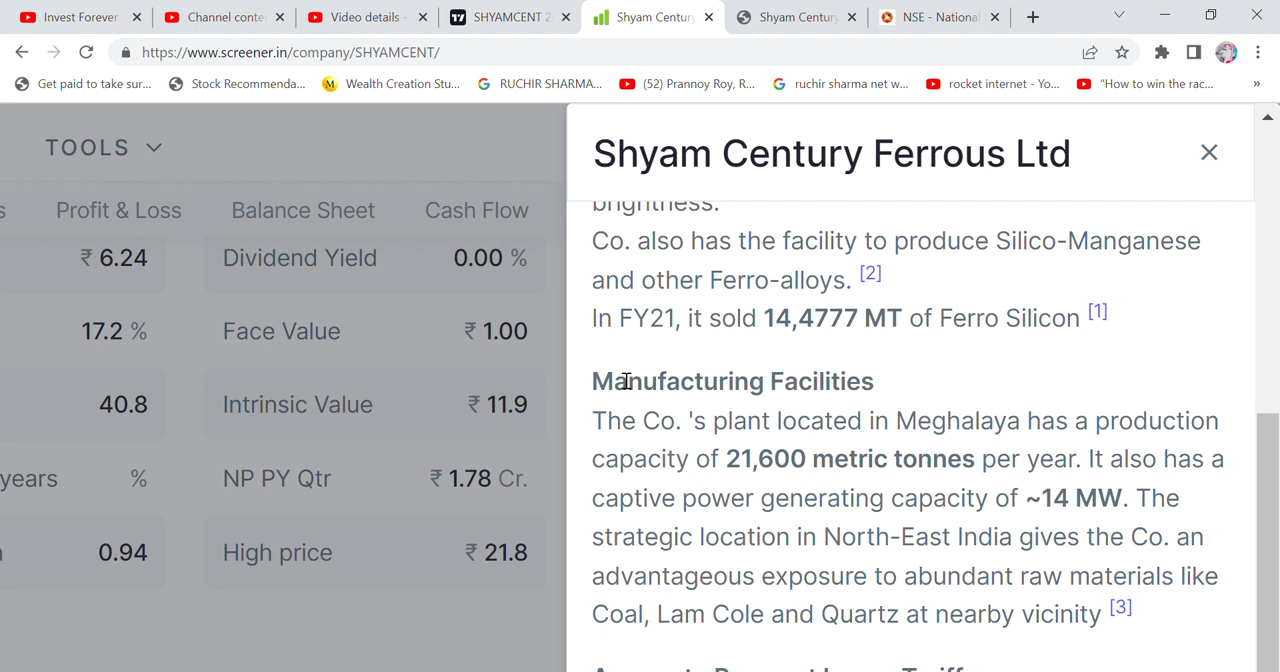 Invest Forever
Channel conte
Video details -
SHYAMCENT 2
Shyam Century
Shyam Century
NSE - National
https://www.screener.in/company/SHYAMCENT/
Get paid to take sur...
Stock Recommenda...
Wealth Creation Stu...
RUCHIR SHARMA...
(52) Prannoy Roy, R...
ruchir sharma net w...
rocket internet - Yo...
"How to win the rac...
»
TOOLS
Profit & Loss Balance Sheet Cash Flow
₹ 6.24 Dividend Yield 0.00 %
17.2 % Face Value ₹ 1.00
40.8 Intrinsic Value ₹ 11.9
years % NP PY Qtr ₹ 1.78 Cr.
0.94 High price ₹ 21.8
Shyam Century Ferrous Ltd
brightness.
Co. also has the facility to produce Silico-Manganese
and other Ferro-alloys. [2]
In FY21, it sold 14,4777 MT of Ferro Silicon [1]
Manufacturing Facilities
The Co. 's plant located in Meghalaya has a production
capacity of 21,600 metric tonnes per year. It also has a
captive power generating capacity of ~14 MW. The
strategic location in North-East India gives the Co. an
advantageous exposure to abundant raw materials like
Coal, Lam Cole and Quartz at nearby vicinity [3]